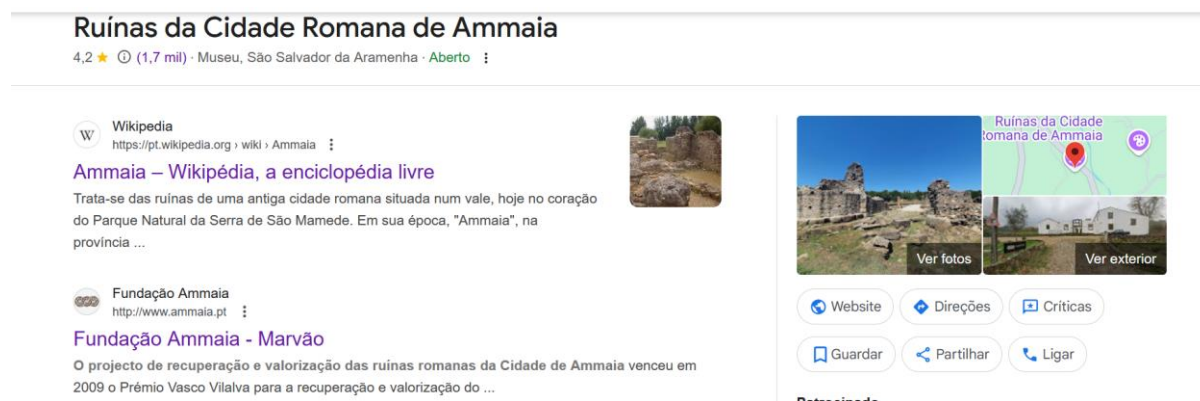 Ruínas da Cidade Romana de Ammaia
4,2 ★ (1,7 mil) · Museu, São Salvador da Aramenha · Aberto
Wikipedia
https://pt.wikipedia.org › wiki › Ammaia
Ammaia – Wikipédia, a enciclopédia livre
Trata-se das ruínas de uma antiga cidade romana situada num vale, hoje no coração
do Parque Natural da Serra de São Mamede. Em sua época, "Ammaia", na
província ...
Fundação Ammaia
http://www.ammaia.pt
Fundação Ammaia - Marvão
O projecto de recuperação e valorização das ruínas romanas da Cidade de Ammaia venceu em
2009 o Prémio Vasco Vilalva para a recuperação e valorização do ...
Ruínas da Cidade
Romana de Ammaia
Ver fotos
Ver exterior
Website
Direções
Críticas
Guardar
Partilhar
Ligar